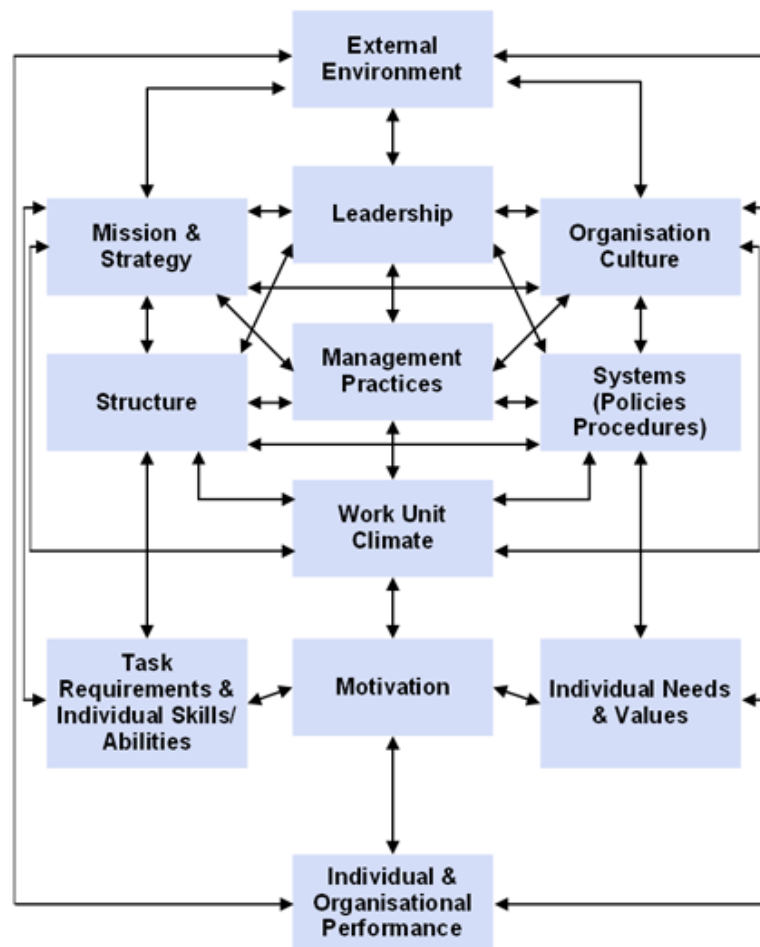 External
Environment
Leadership
Mission &
Strategy
Organisation
Culture
Management
Practices
Structure
Systems
(Policies
Procedures)
Work Unit
Climate
Task
Requirements &
Individual Skills/
Abilities
Motivation
Individual Needs
& Values
Individual &
Organisational
Performance